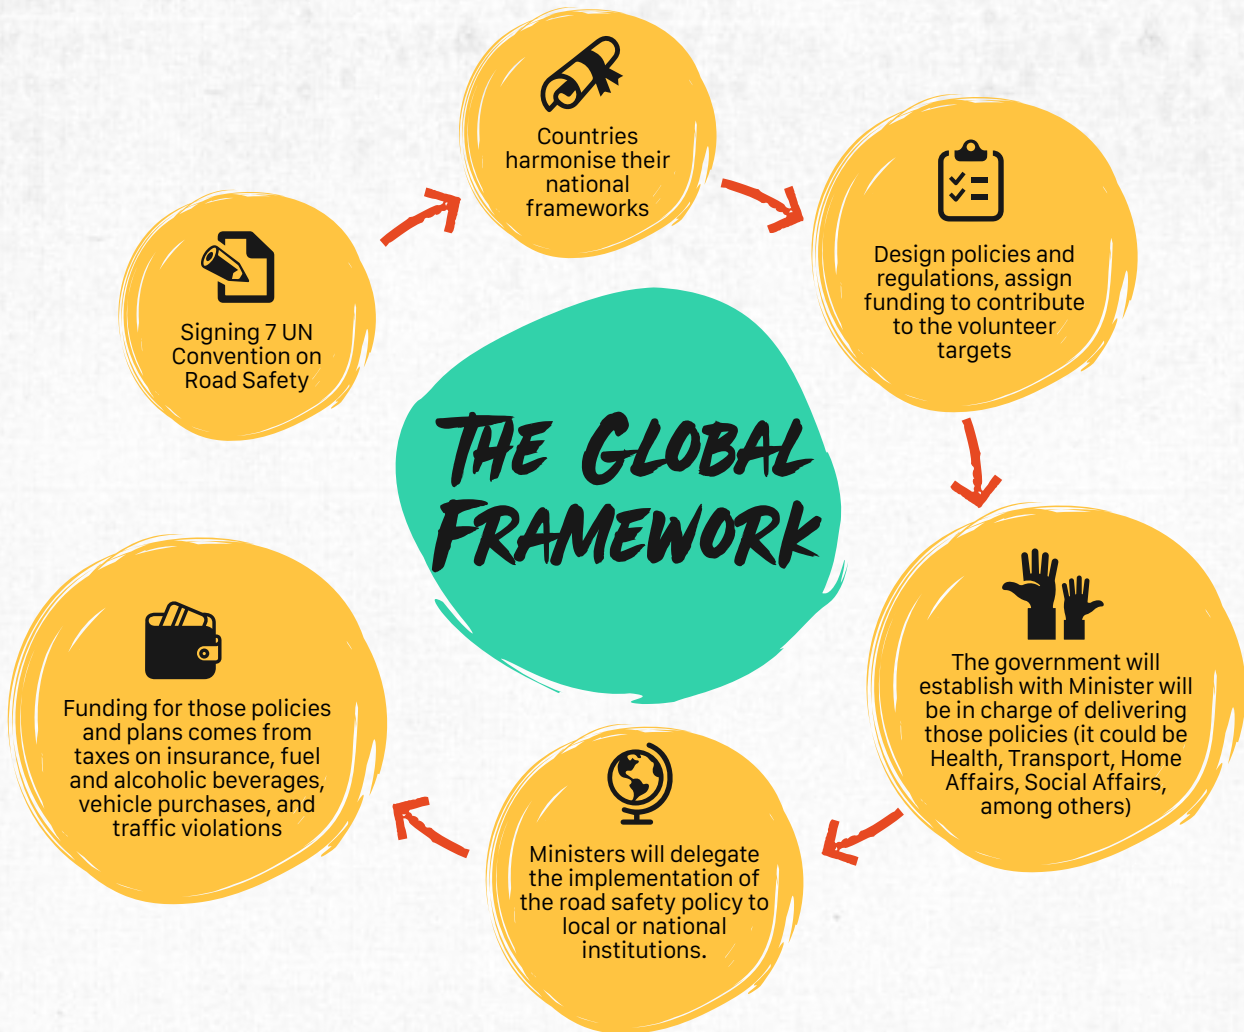 Signing 7 UN
Convention on
Road Safety
Countries
harmonise their
national
frameworks
Design policies and
regulations, assign
funding to contribute
to the volunteer
targets
The government will
establish with Minister will
be in charge of delivering
those policies (it could be
Health, Transport, Home
Affairs, Social Affairs,
among others)
Ministers will delegate
the implementation of
the road safety policy to
local or national
institutions.
Funding for those policies
and plans comes from
taxes on insurance, fuel
and alcoholic beverages,
vehicle purchases, and
traffic violations
THE GLOBAL
FRAMEWORK